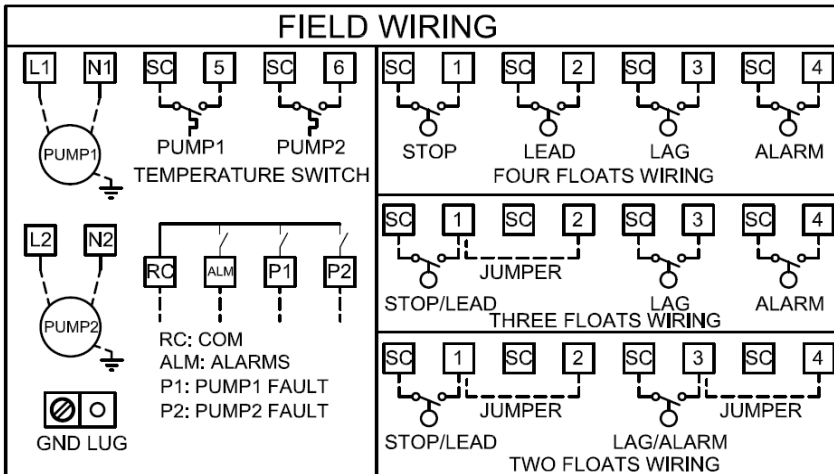 FIELD WIRING
L1 N1 SC 5 SC 6
PUMP1
PUMP1 PUMP2
TEMPERATURE SWITCH
L2 N2 RC ALM P1 P2
PUMP2
RC: COM
ALM: ALARMS
P1: PUMP1 FAULT
P2: PUMP2 FAULT
GND LUG
SC 1 SC 2 SC 3 SC 4
STOP LEAD LAG ALARM
FOUR FLOATS WIRING
SC 1 SC 2 SC 3 SC 4
JUMPER
STOP/LEAD LAG ALARM
THREE FLOATS WIRING
SC 1 SC 2 SC 3 SC 4
JUMPER JUMPER
STOP/LEAD LAG/ALARM
TWO FLOATS WIRING